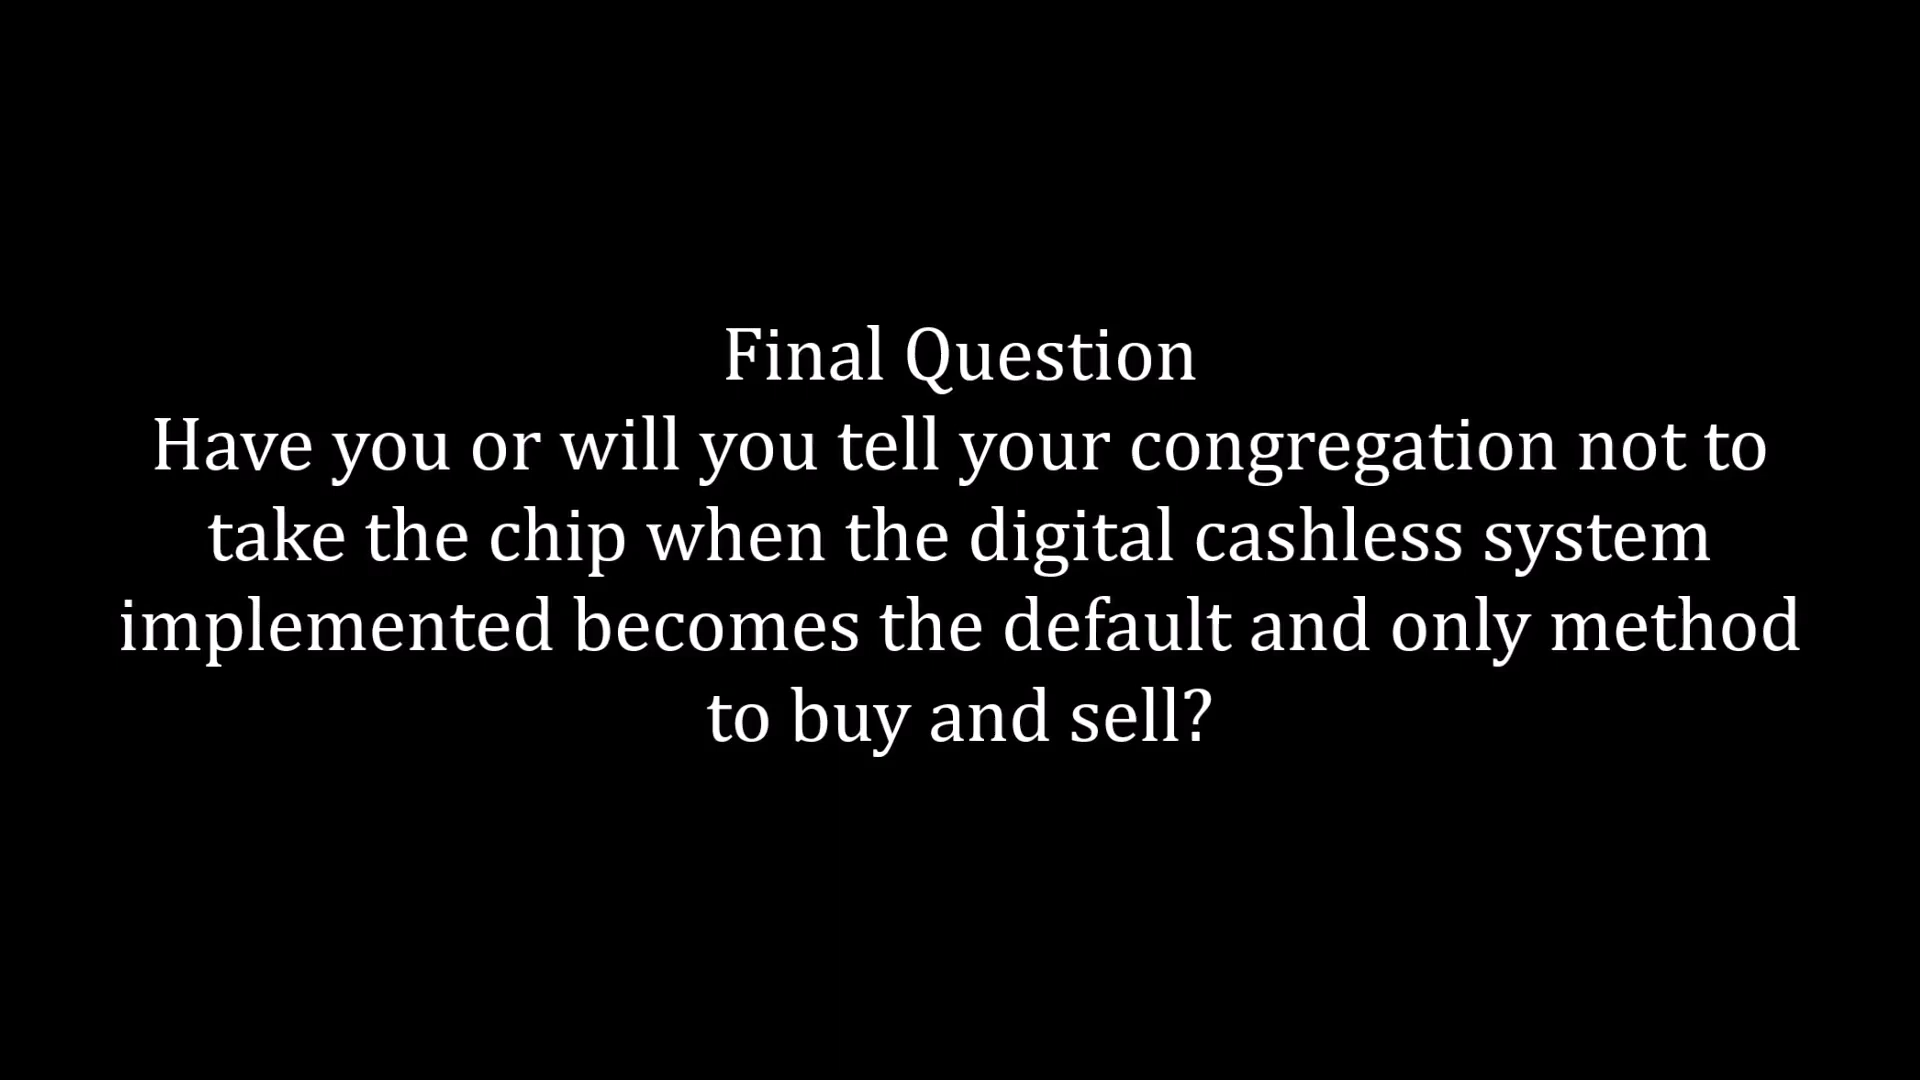 Final Question
Have you or will you tell your congregation not to
take the chip when the digital cashless system
implemented becomes the default and only method
to buy and sell?